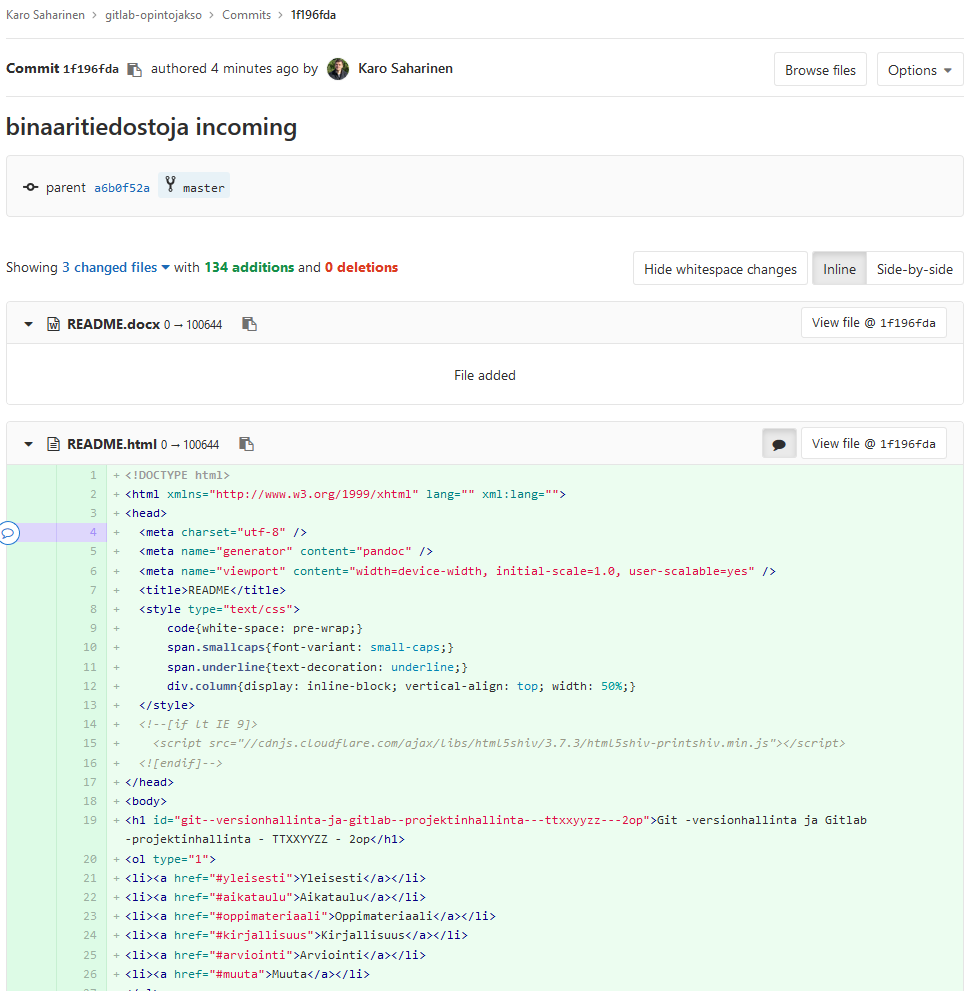 Karo Saharinen > gitlab-opintojakso > Commits > 1f196fda
Commit 1f196fda authored 4 minutes ago by Karo Saharinen
Browse files
Options
binaaritiedostoja incoming
parent a6b0f52a master
Showing 3 changed files with 134 additions and 0 deletions
Hide whitespace changes
Inline
Side-by-side
README.docx 0 → 100644
View file @ 1f196fda
File added
README.html 0 → 100644
View file @ 1f196fda
1 + <!DOCTYPE html>
2 + <html xmlns="http://www.w3.org/1999/xhtml" lang="" xml:lang="">
3 + <head>
4 +   <meta charset="utf-8" />
5 +   <meta name="generator" content="pandoc" />
6 +   <meta name="viewport" content="width=device-width, initial-scale=1.0, user-scalable=yes" />
7 +   <title>README</title>
8 +   <style type="text/css">
9 +       code{white-space: pre-wrap;}
10 +       span.smallcaps{font-variant: small-caps;}
11 +       span.underline{text-decoration: underline;}
12 +       div.column{display: inline-block; vertical-align: top; width: 50%;}
13 +   </style>
14 +   <!--[if lt IE 9]>
15 +     <script src="//cdnjs.cloudflare.com/ajax/libs/html5shiv/3.7.3/html5shiv-printshiv.min.js"></script>
16 +   <![endif]-->
17 + </head>
18 + <body>
19 + <h1 id="git--versionhallinta-ja-gitlab--projektinhallinta---ttxxyyzz---2op">Git -versionhallinta ja Gitlab
-projektinhallinta - TTXXYYZZ - 2op</h1>
20 + <ol type="1">
21 + <li><a href="#yleisesti">Yleisesti</a></li>
22 + <li><a href="#aikataulu">Aikataulu</a></li>
23 + <li><a href="#oppimateriaali">Oppimateriaali</a></li>
24 + <li><a href="#kirjallisuus">Kirjallisuus</a></li>
25 + <li><a href="#arviointi">Arviointi</a></li>
26 + <li><a href="#muuta">Muuta</a></li>